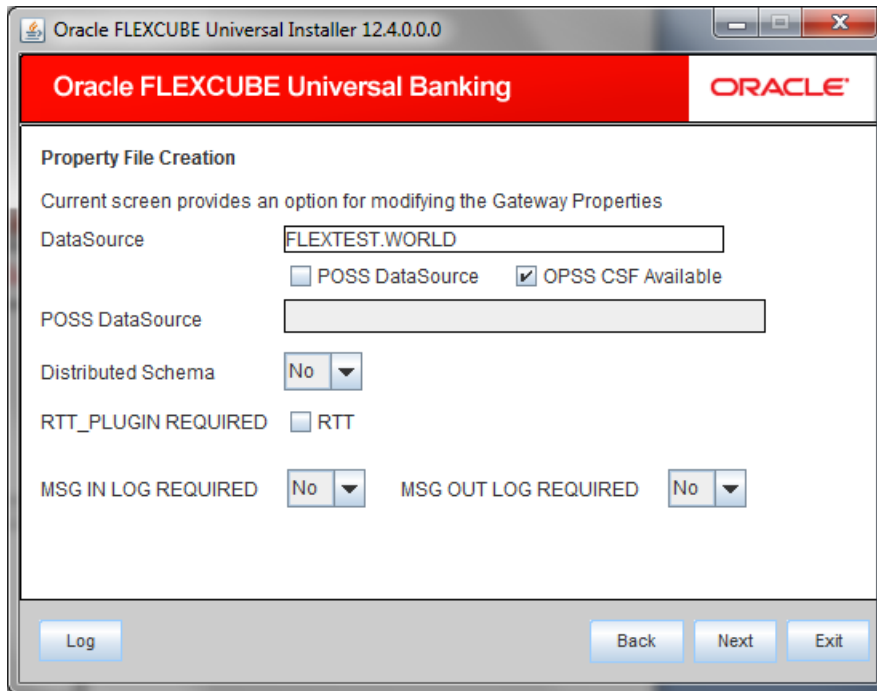 Oracle FLEXCUBE Universal Installer 12.4.0.0.0
Oracle FLEXCUBE Universal Banking
ORACLE
Property File Creation
Current screen provides an option for modifying the Gateway Properties
DataSource FLEXTEST.WORLD
POSS DataSource OPSS CSF Available
POSS DataSource
Distributed Schema No
RTT_PLUGIN REQUIRED RTT
MSG IN LOG REQUIRED No MSG OUT LOG REQUIRED No
Log Back Next Exit